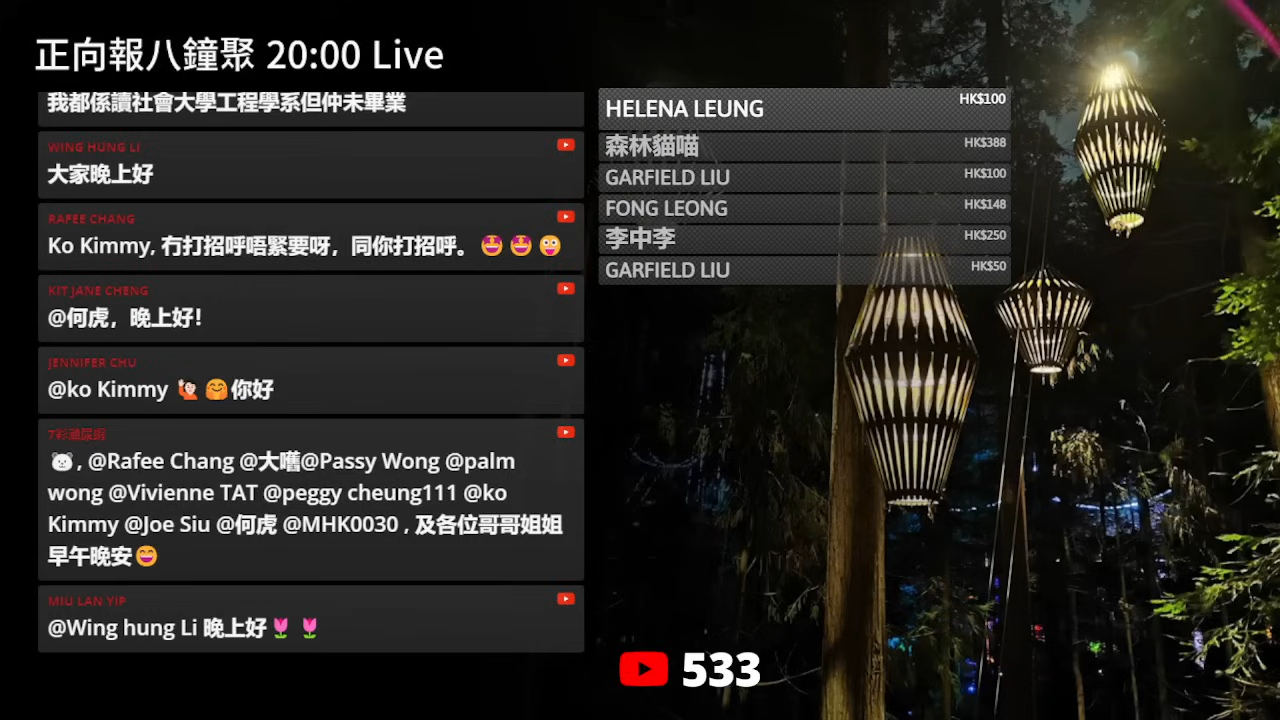 正向報八鐘聚 20:00 Live
我都係讀社會大學工程學系但仲未畢業
WING HUNG LI
大家晚上好
RAFEE CHANG
Ko Kimmy, 冇打招呼唔緊要呀，同你打招呼。🤩🤩🤪
KIT JANE CHENG
@何虎，晚上好！
JENNIFER CHU
@ko Kimmy 🙋🏻🤗你好
🐻‍❄️, @Rafee Chang @大嚿@Passy Wong @palm
wong @Vivienne TAT @peggy cheung111 @ko
Kimmy @Joe Siu @何虎 @MHK0030 , 及各位哥哥姐姐
早午晚安😄
MIU LAN YIP
@Wing hung Li 晚上好🌷🌷
HELENA LEUNG HK$100
森林貓喵 HK$388
GARFIELD LIU HK$100
FONG LEONG HK$148
李中李 HK$250
GARFIELD LIU HK$50
533